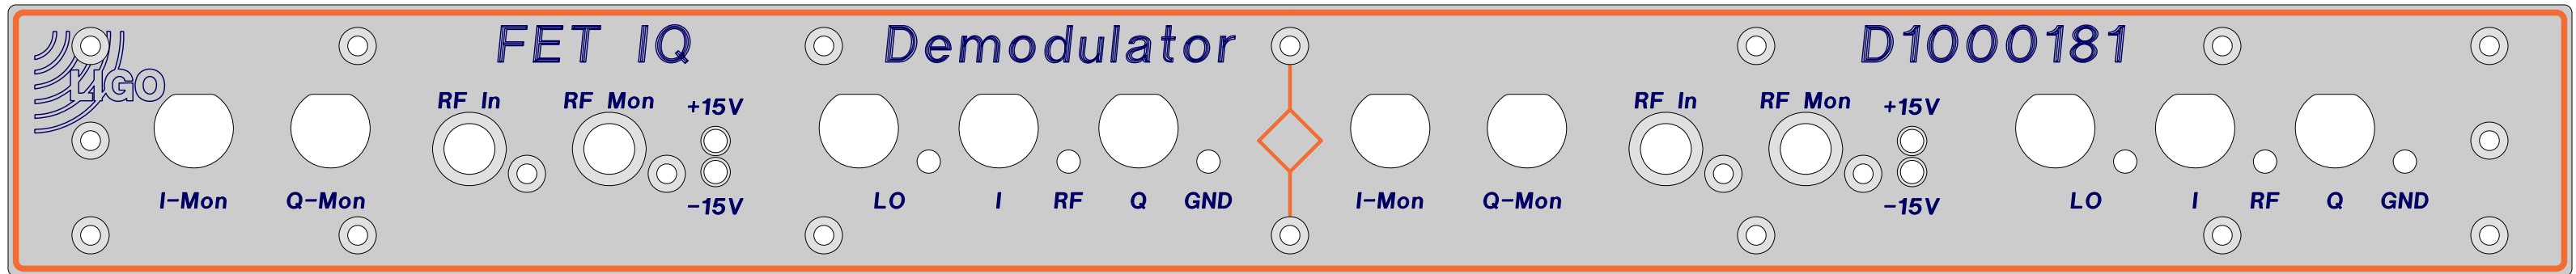 FET IQ Demodulator D1000181
LIGO
RF In RF Mon +15V RF In RF Mon +15V
I-Mon Q-Mon -15V LO I RF Q GND I-Mon Q-Mon -15V LO I RF Q GND